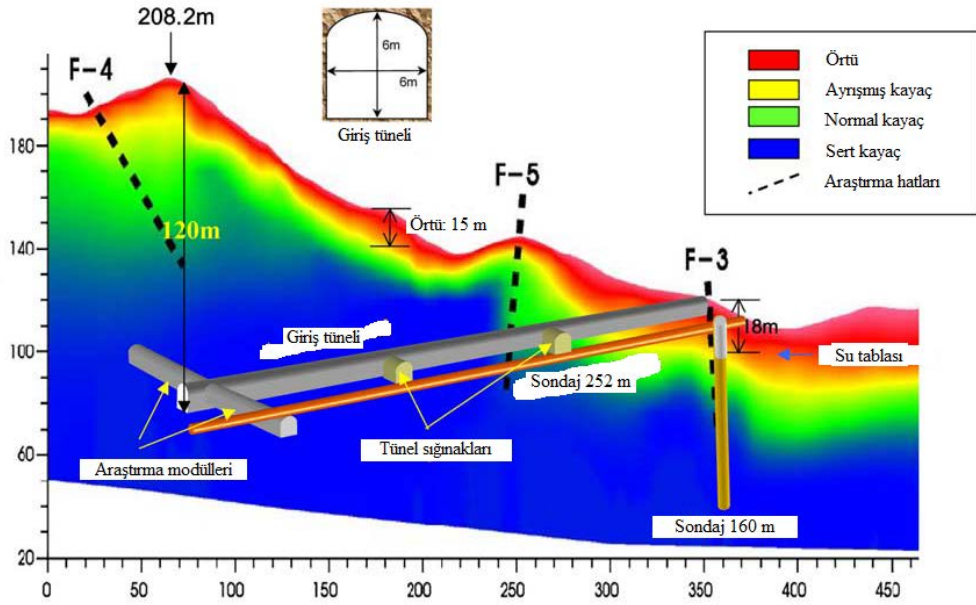 208.2m
F-4
6m
6m
Giriş tüneli
Örtü
Ayrışmış kayaç
Normal kayaç
Sert kayaç
Araştırma hatları
180
140
100
60
20
120m
Örtü: 15 m
F-5
F-3
18m
Su tablası
Giriş tüneli
Sondaj 252 m
Tünel sığınakları
Araştırma modülleri
Sondaj 160 m
0
50
100
150
200
250
300
350
400
450